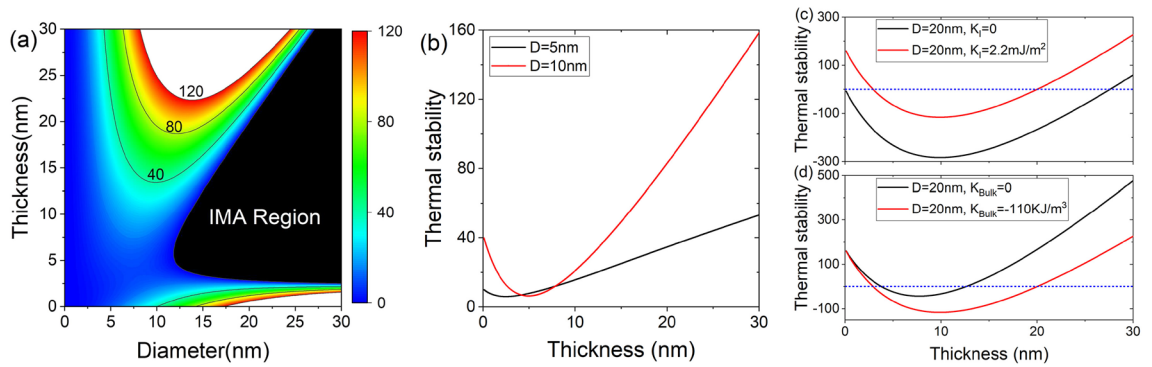 (a)
30
25
20
15
10
5
0
Thickness(nm)
120
80
40
IMA Region
0 5 10 15 20 25 30
Diameter(nm)
120
80
40
0
(b)
D=5nm
D=10nm
160
120
80
40
0
Thermal stability
0 10 20 30
Thickness (nm)
(c)
D=20nm, K_I=0
D=20nm, K_I=2.2mJ/m²
300
100
-100
-300
Thermal stability
(d)
D=20nm, K_Bulk=0
D=20nm, K_Bulk=-110KJ/m³
500
300
100
-100
Thermal stability
0 10 20 30
Thickness (nm)